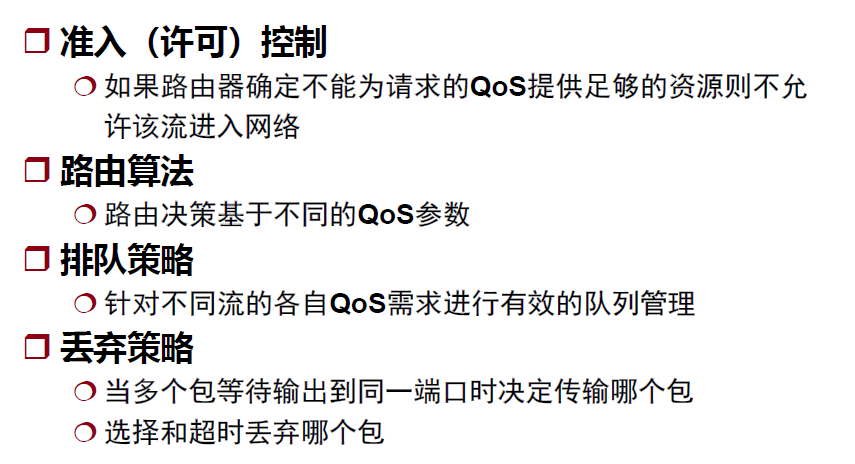 准入（许可）控制
如果路由器确定不能为请求的QoS提供足够的资源则不允
许该流进入网络
路由算法
路由决策基于不同的QoS参数
排队策略
针对不同流的各自QoS需求进行有效的队列管理
丢弃策略
当多个包等待输出到同一端口时决定传输哪个包
选择和超时丢弃哪个包